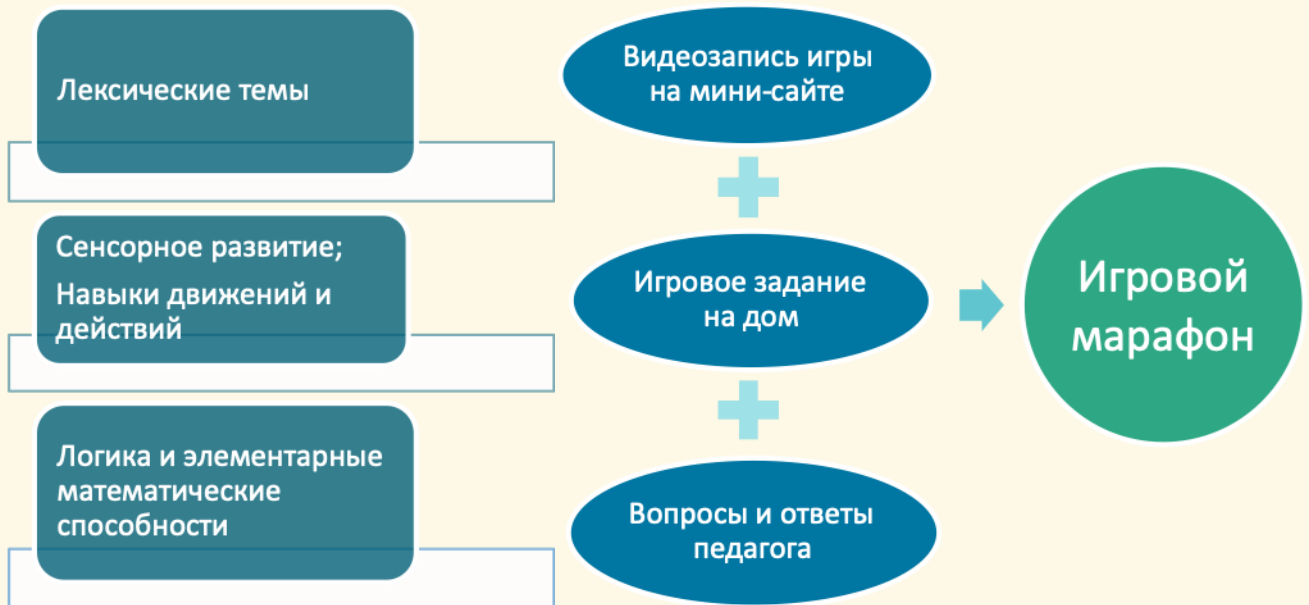 Лексические темы
Сенсорное развитие;
Навыки движений и
действий
Логика и элементарные
математические
способности
Видеозапись игры
на мини-сайте
Игровое задание
на дом
Вопросы и ответы
педагога
Игровой
марафон